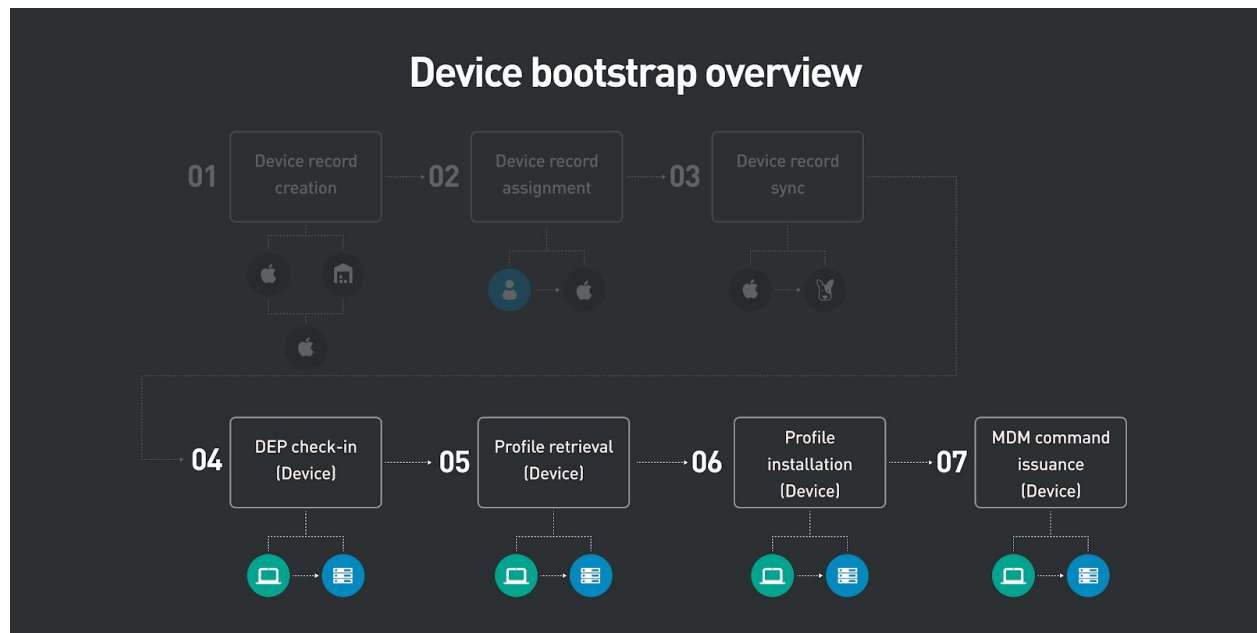 Device bootstrap overview
01
Device record
creation
02
Device record
assignment
03
Device record
sync
04
DEP check-in
(Device)
05
Profile retrieval
(Device)
06
Profile
installation
(Device)
07
MDM command
issuance
(Device)